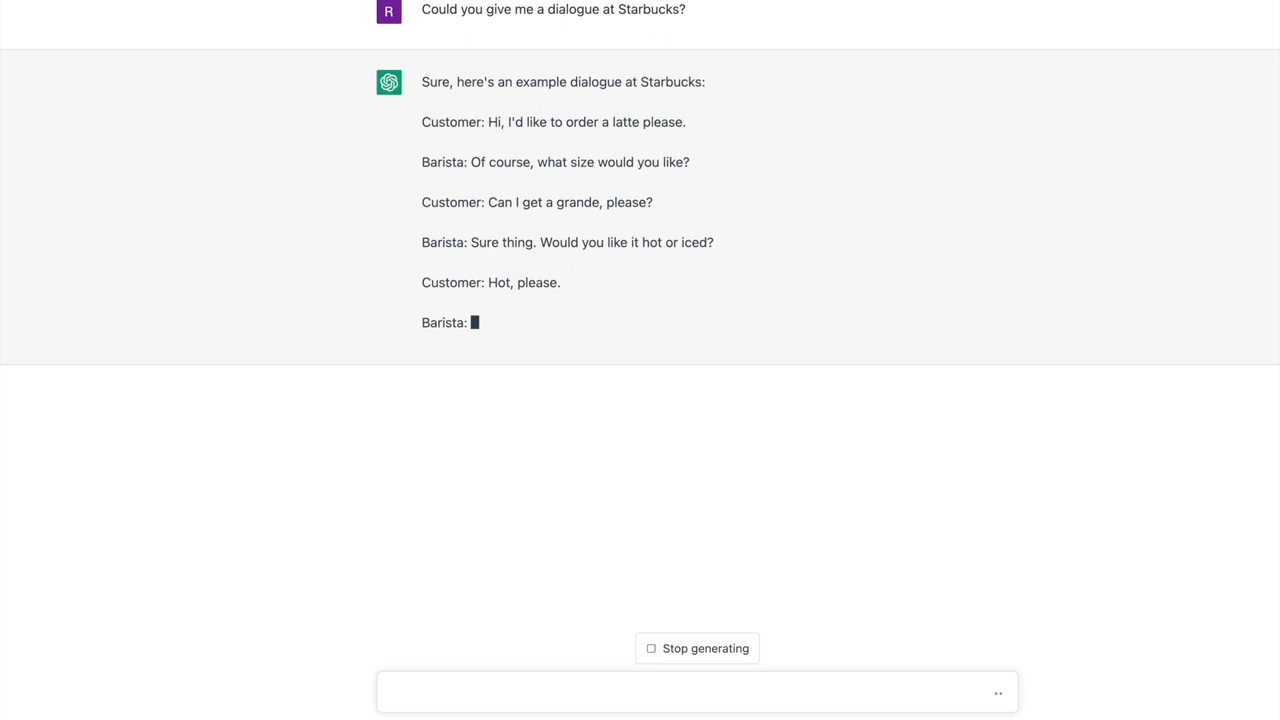 R
Could you give me a dialogue at Starbucks?
Sure, here's an example dialogue at Starbucks:
Customer: Hi, I'd like to order a latte please.
Barista: Of course, what size would you like?
Customer: Can I get a grande, please?
Barista: Sure thing. Would you like it hot or iced?
Customer: Hot, please.
Barista:
Stop generating